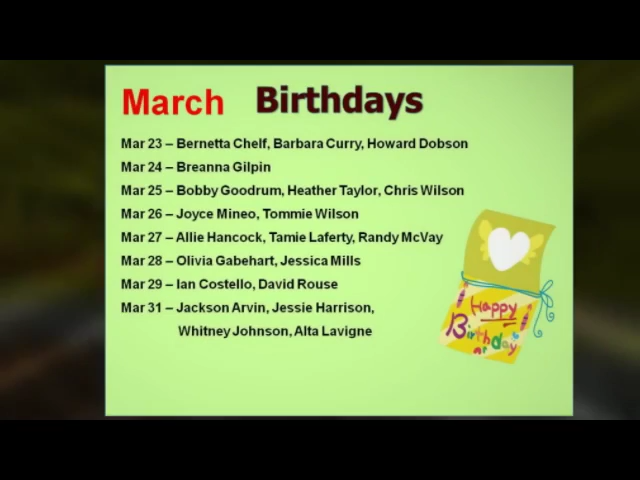 March Birthdays
Mar 23 – Bernetta Chelf, Barbara Curry, Howard Dobson
Mar 24 – Breanna Gilpin
Mar 25 – Bobby Goodrum, Heather Taylor, Chris Wilson
Mar 26 – Joyce Mineo, Tommie Wilson
Mar 27 – Allie Hancock, Tamie Laferty, Randy McVay
Mar 28 – Olivia Gabehart, Jessica Mills
Mar 29 – Ian Costello, David Rouse
Mar 31 – Jackson Arvin, Jessie Harrison,
Whitney Johnson, Alta Lavigne
Happy
Birthday